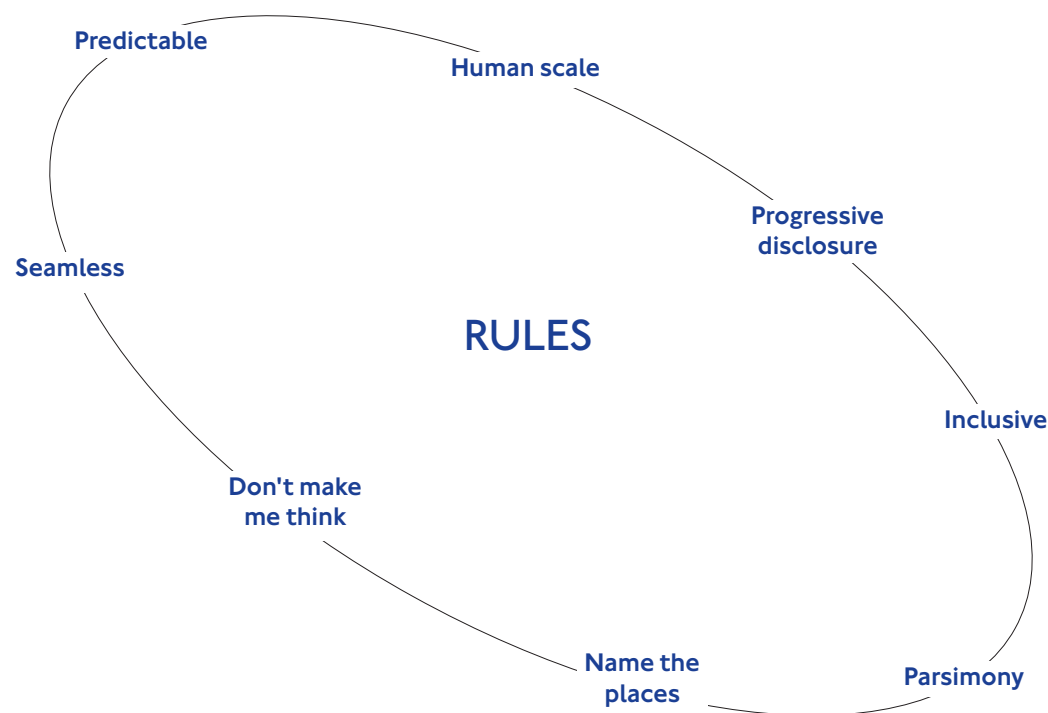 Predictable
Human scale
Progressive
disclosure
Seamless
RULES
Inclusive
Don't make
me think
Name the
places
Parsimony